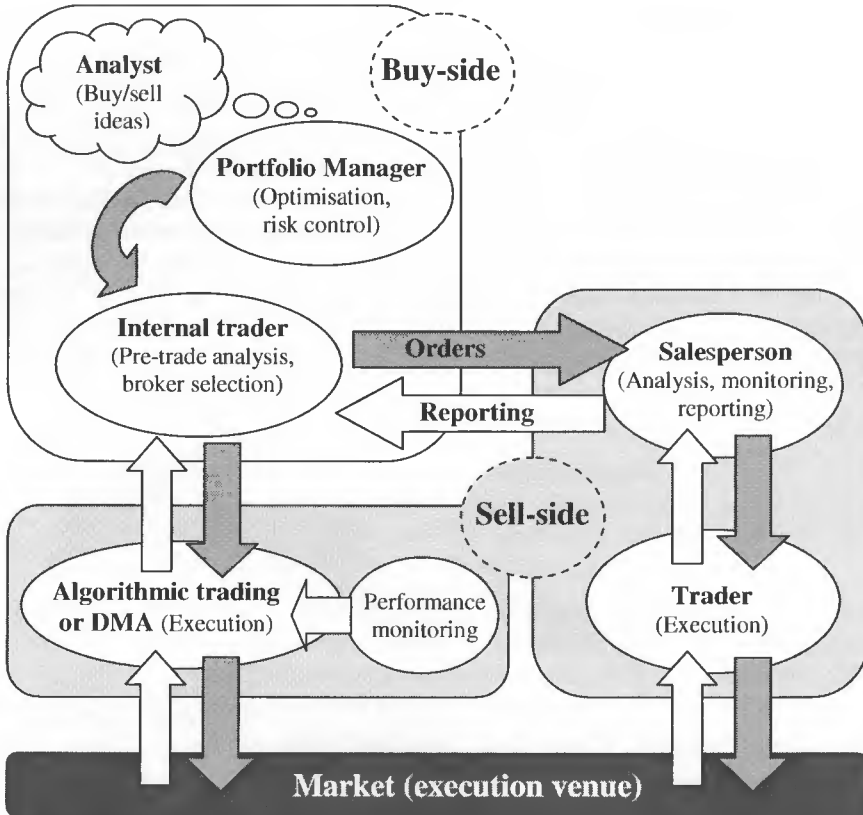 Analyst
(Buy/sell
ideas)
Buy-side
Portfolio Manager
(Optimisation,
risk control)
Internal trader
(Pre-trade analysis,
broker selection)
Orders
Reporting
Salesperson
(Analysis, monitoring,
reporting)
Sell-side
Algorithmic trading
or DMA (Execution)
Performance
monitoring
Trader
(Execution)
Market (execution venue)